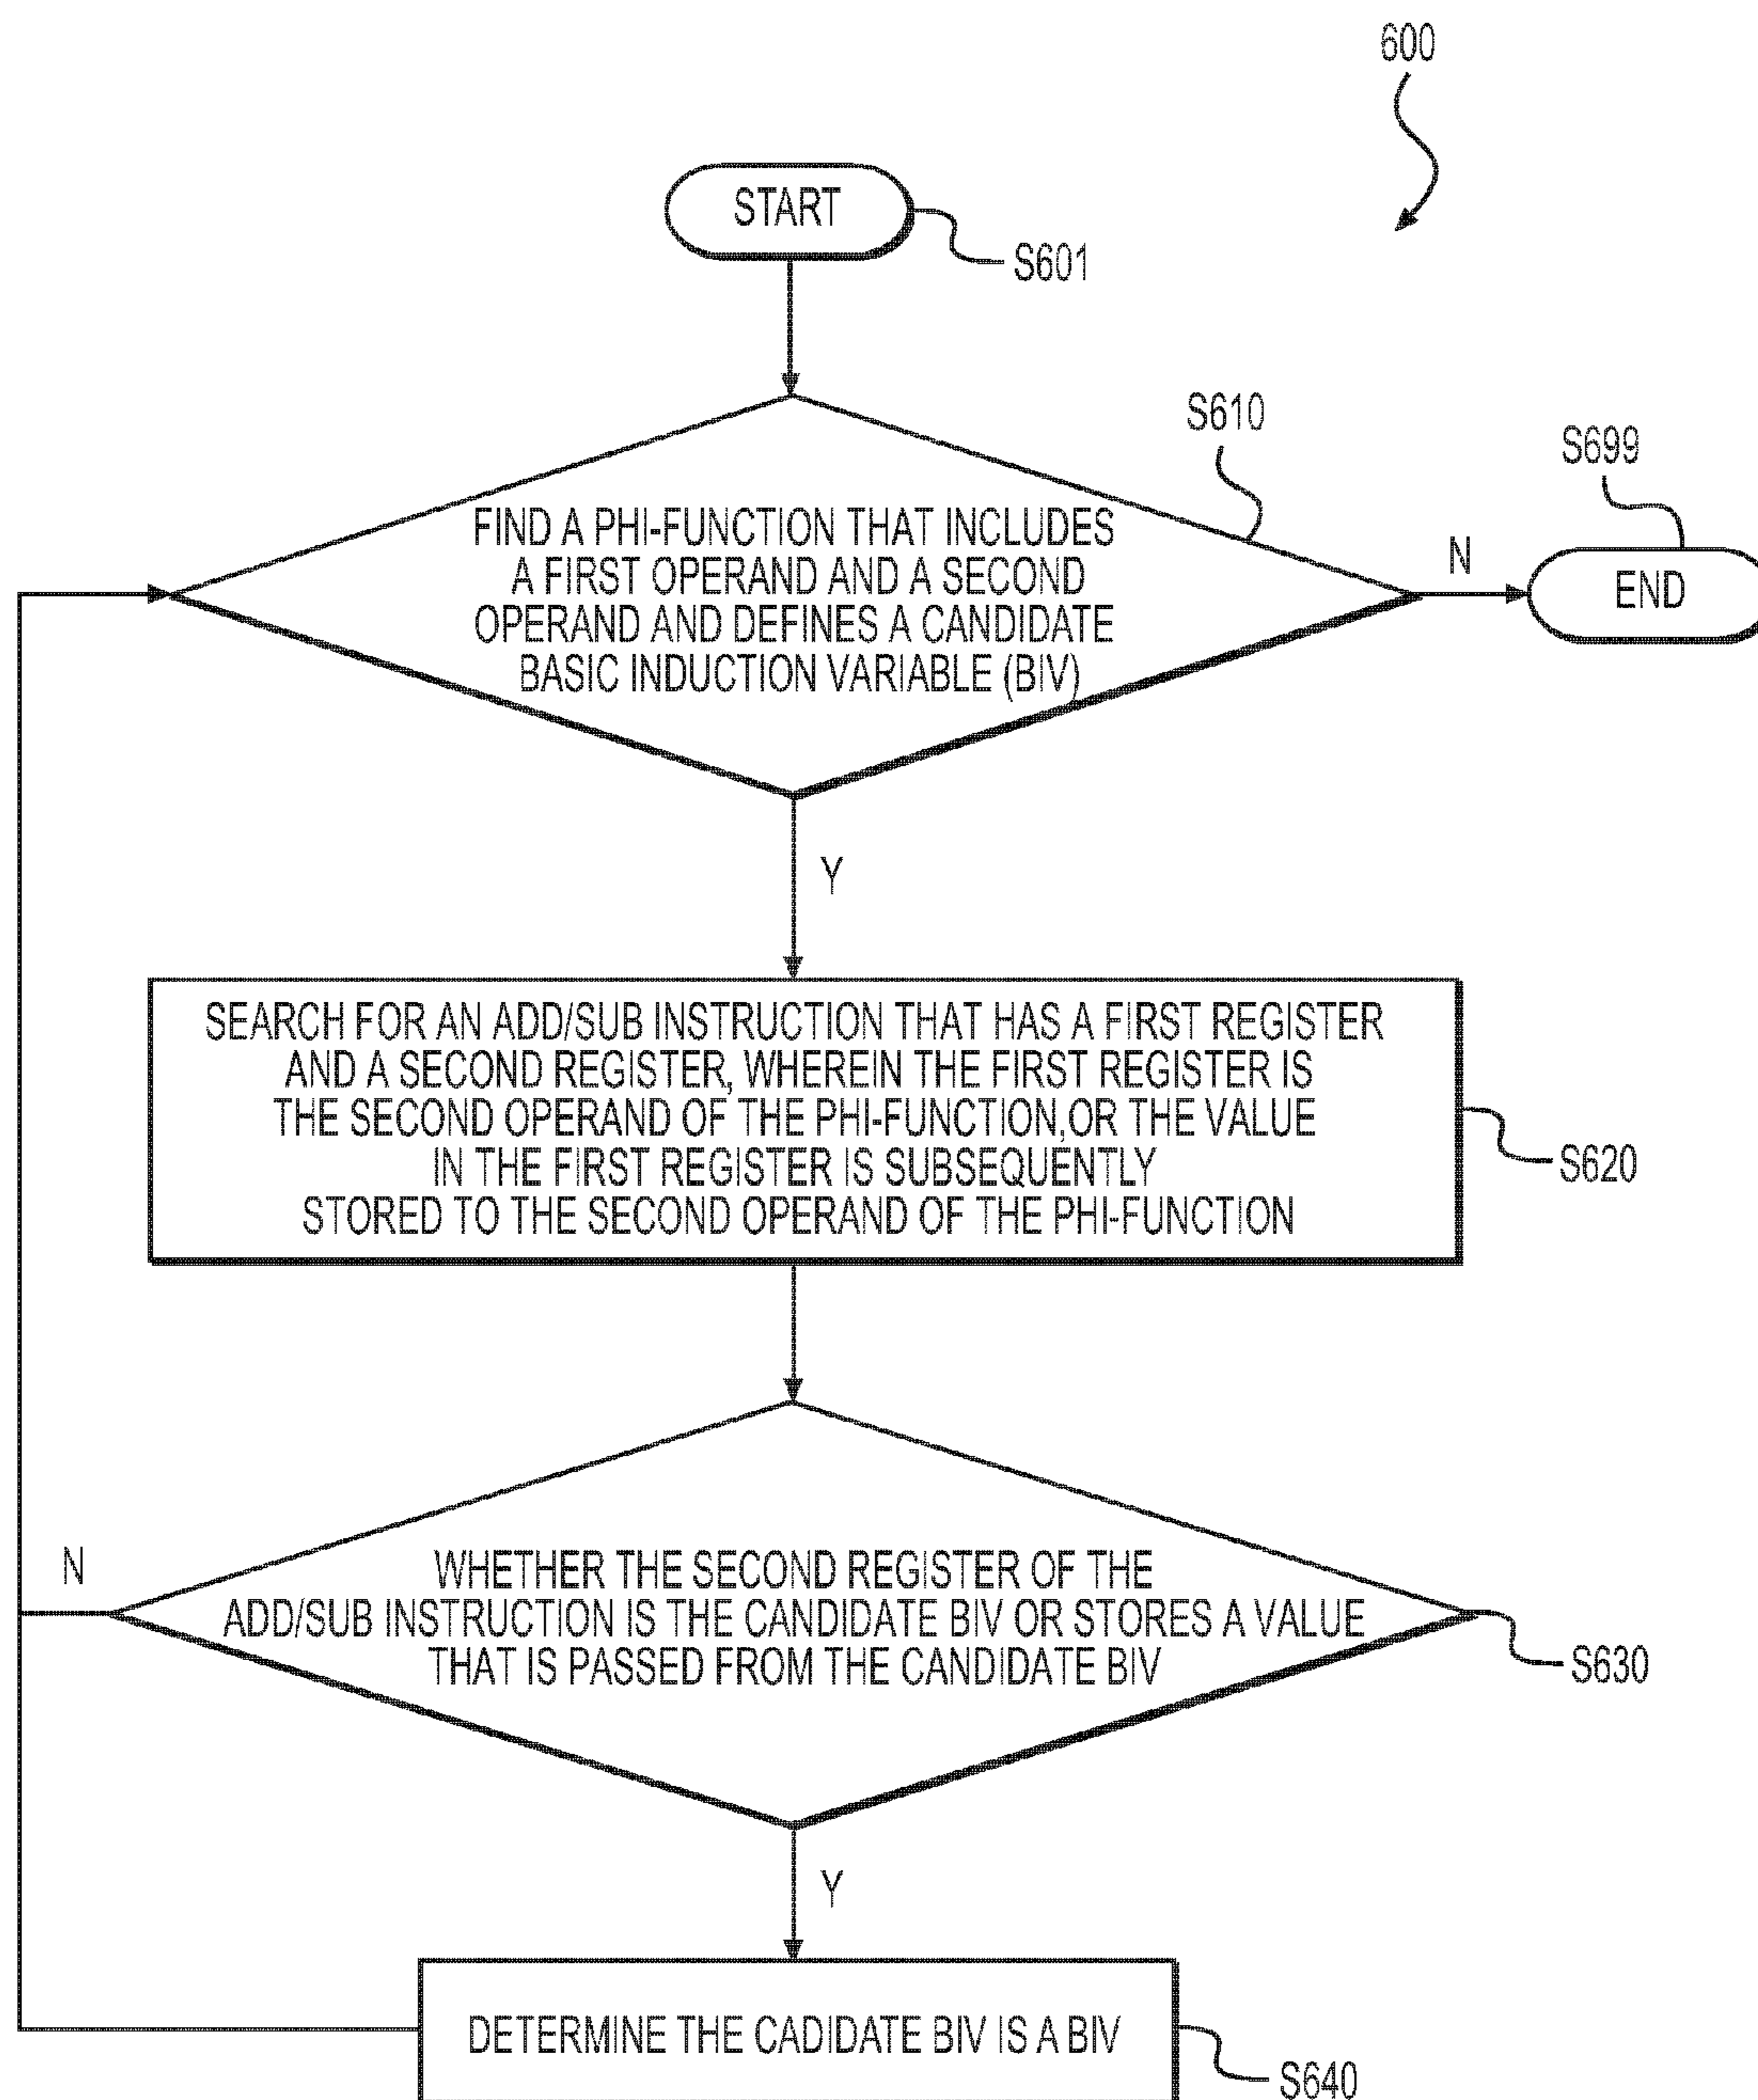 600
START
S601
S610
S699
FIND A PHI-FUNCTION THAT INCLUDES
A FIRST OPERAND AND A SECOND
OPERAND AND DEFINES A CANDIDATE
BASIC INDUCTION VARIABLE (BIV)
N
END
Y
SEARCH FOR AN ADD/SUB INSTRUCTION THAT HAS A FIRST REGISTER
AND A SECOND REGISTER, WHEREIN THE FIRST REGISTER IS
THE SECOND OPERAND OF THE PHI-FUNCTION,OR THE VALUE
IN THE FIRST REGISTER IS SUBSEQUENTLY
STORED TO THE SECOND OPERAND OF THE PHI-FUNCTION
S620
N
WHETHER THE SECOND REGISTER OF THE
ADD/SUB INSTRUCTION IS THE CANDIDATE BIV OR STORES A VALUE
THAT IS PASSED FROM THE CANDIDATE BIV
S630
Y
DETERMINE THE CADIDATE BIV IS A BIV
S640